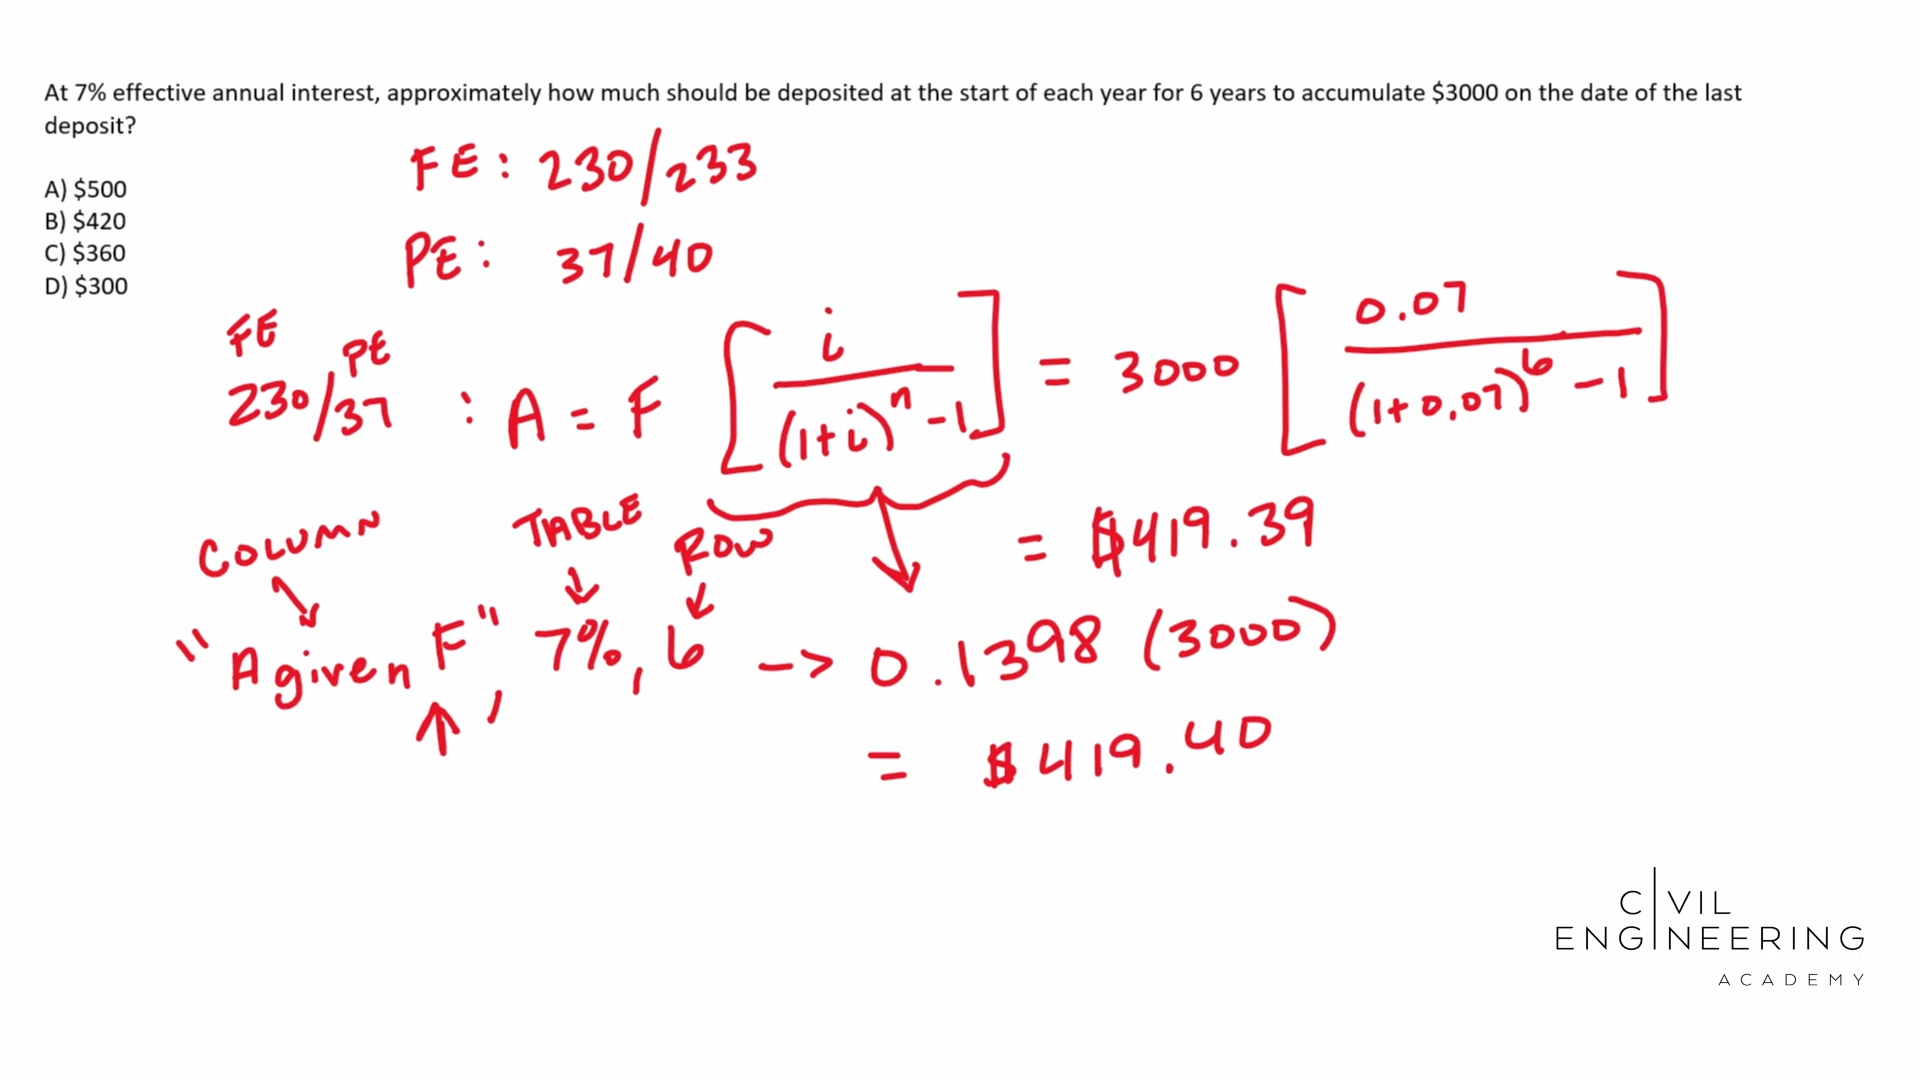 At 7% effective annual interest, approximately how much should be deposited at the start of each year for 6 years to accumulate $3000 on the date of the last
deposit?
A) $500
B) $420
C) $360
D) $300
FE: 230/233
PE: 37/40
FE PE
230/37 : A = F [ i / (1+i)^n -1 ] = 3000 [ 0.07 / (1+0.07)^6 -1 ]
= $419.39
COLUMN TABLE ROW
"A given F", 7%, 6 -> 0.1398 (3000)
= $419.40
CIVIL
ENGINEERING
ACADEMY